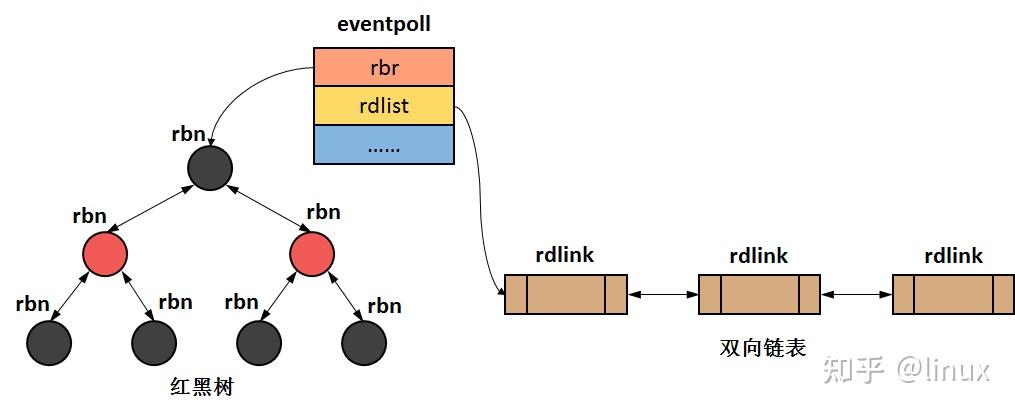 eventpoll
rbr
rdlist
......
rbn
rbn
rbn
rbn
rbn
rbn
rbn
rdlink
rdlink
rdlink
双向链表
红黑树
知乎 @linux